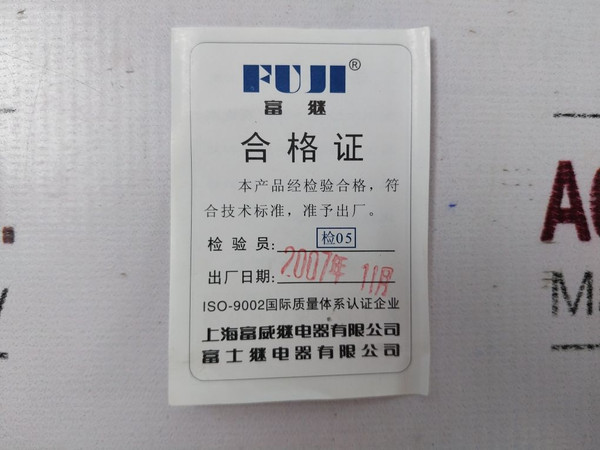 FUJI®
富继
合格证
本产品经检验合格，符
合技术标准，准予出厂。
检验员：检05
出厂日期：2007年 11月
ISO-9002国际质量体系认证企业
上海富威继电器有限公司
富士继电器有限公司